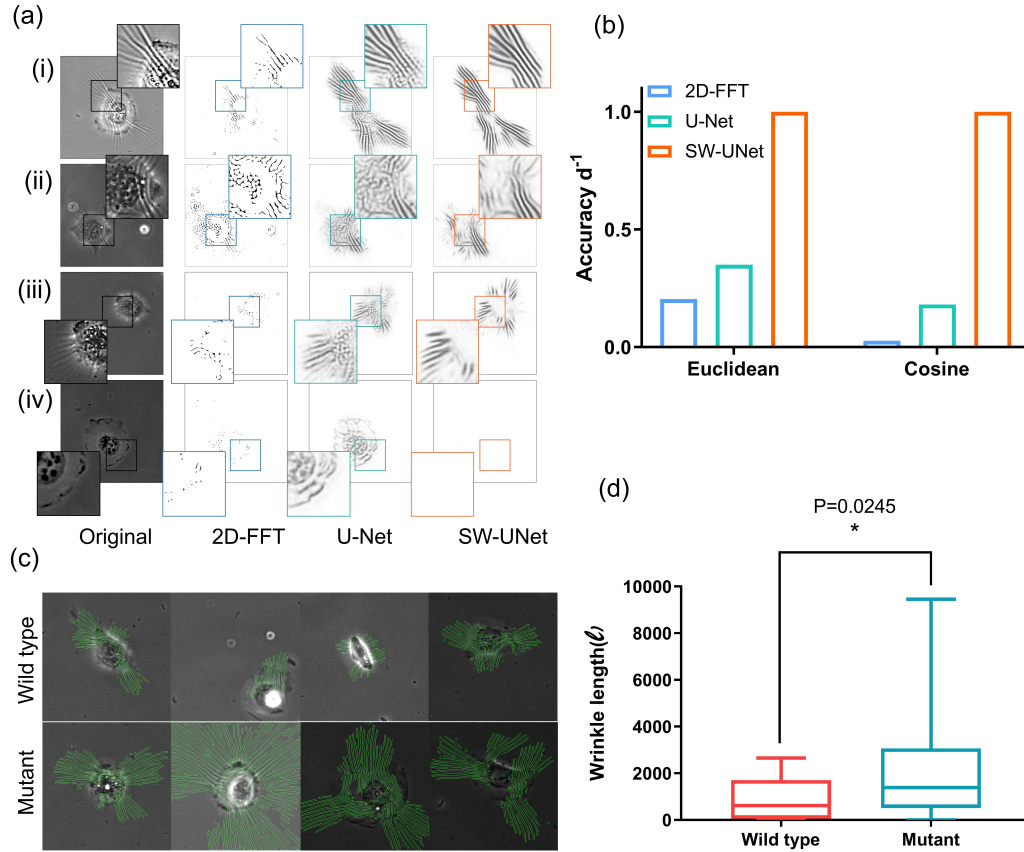 (a)
(i)
(ii)
(iii)
(iv)
Original 2D-FFT U-Net SW-UNet
(b)
2D-FFT
U-Net
SW-UNet
Accuracy d⁻¹
1.0
0.5
0.0
Euclidean Cosine
(c)
Wild type
Mutant
(d)
P=0.0245
*
Wrinkle length(ℓ)
10000
8000
6000
4000
2000
0
Wild type Mutant